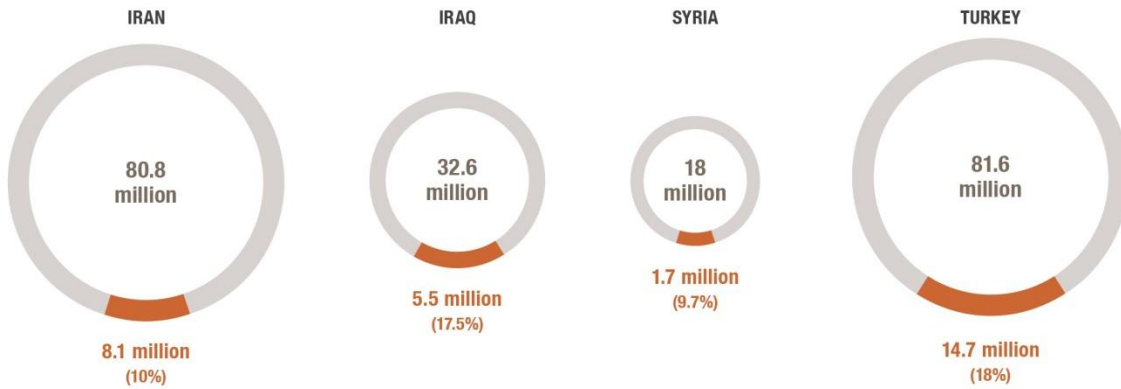 IRAN
80.8
million
8.1 million
(10%)
IRAQ
32.6
million
5.5 million
(17.5%)
SYRIA
18
million
1.7 million
(9.7%)
TURKEY
81.6
million
14.7 million
(18%)